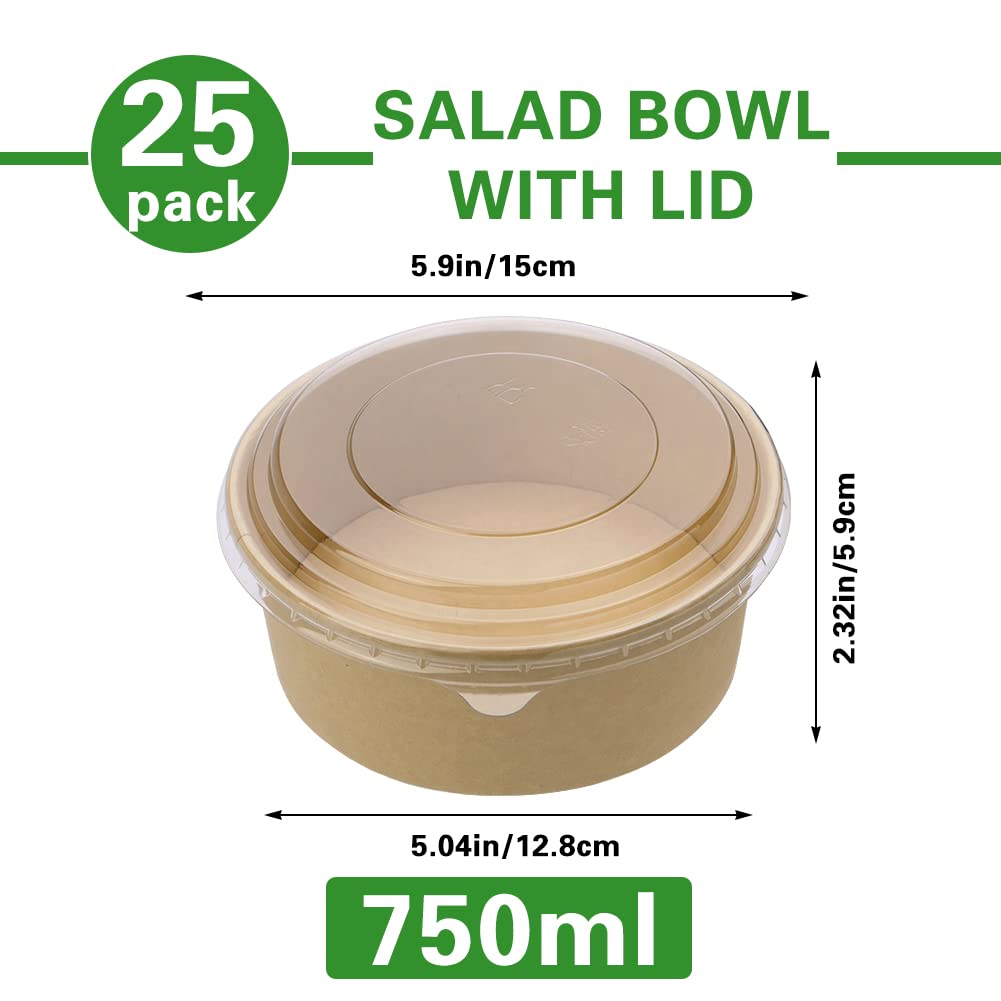 25
pack
SALAD BOWL
WITH LID
5.9in/15cm
2.32in/5.9cm
5.04in/12.8cm
750ml